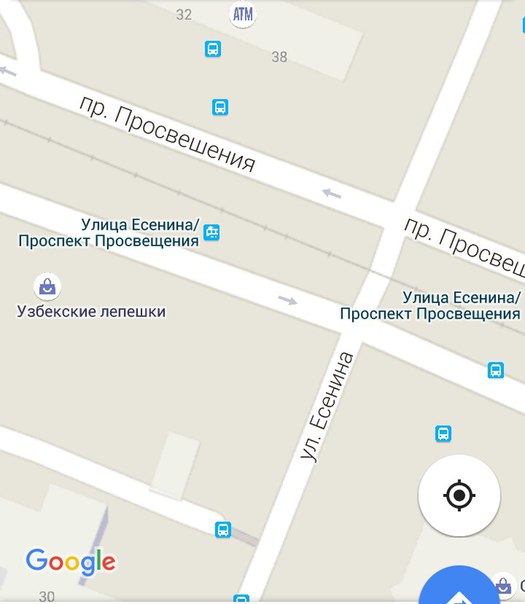 32
ATM
38
пр. Просвешения
пр. Просвещ
Улица Есенина/
Проспект Просвещения
Узбекские лепешки
Улица Есенина/
Проспект Просвещения
ул. Есенина
Google
30